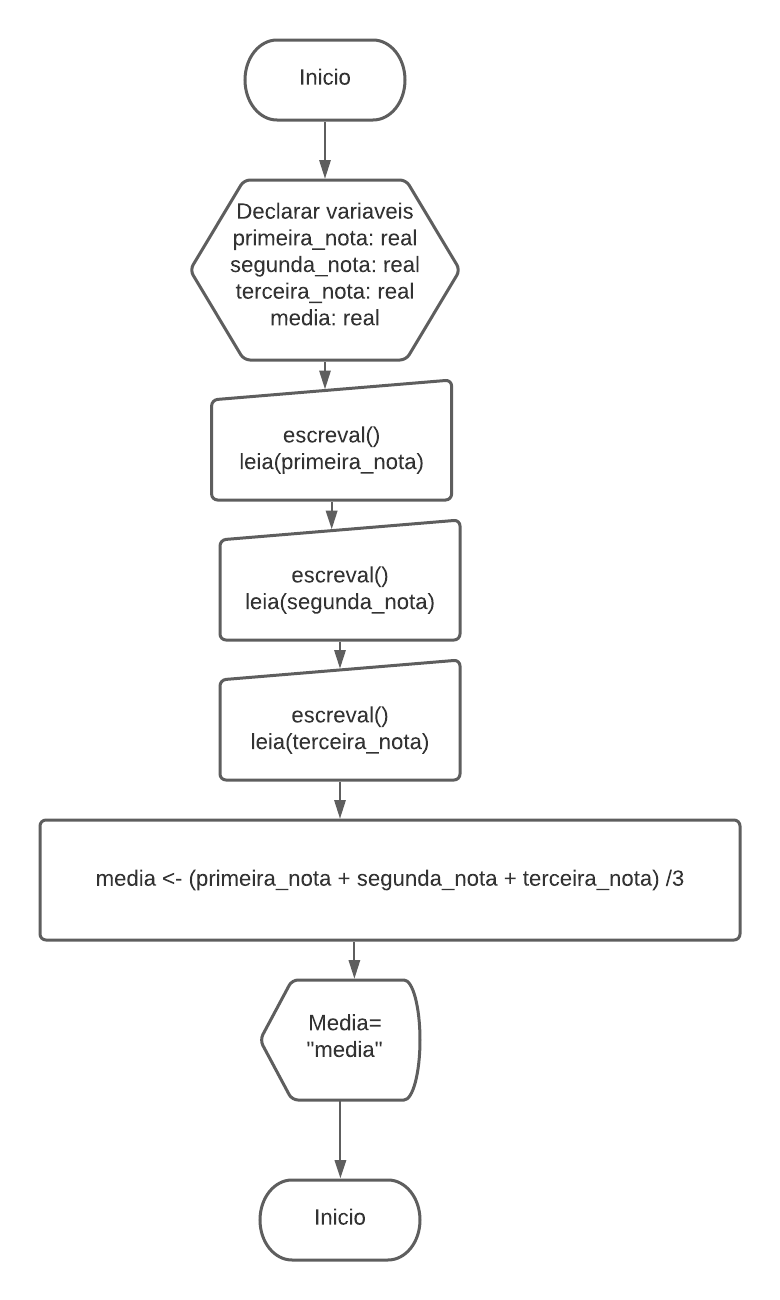 Inicio
Declarar variaveis
primeira_nota: real
segunda_nota: real
terceira_nota: real
media: real
escreval()
leia(primeira_nota)
escreval()
leia(segunda_nota)
escreval()
leia(terceira_nota)
media <- (primeira_nota + segunda_nota + terceira_nota) /3
Media=
"media"
Inicio